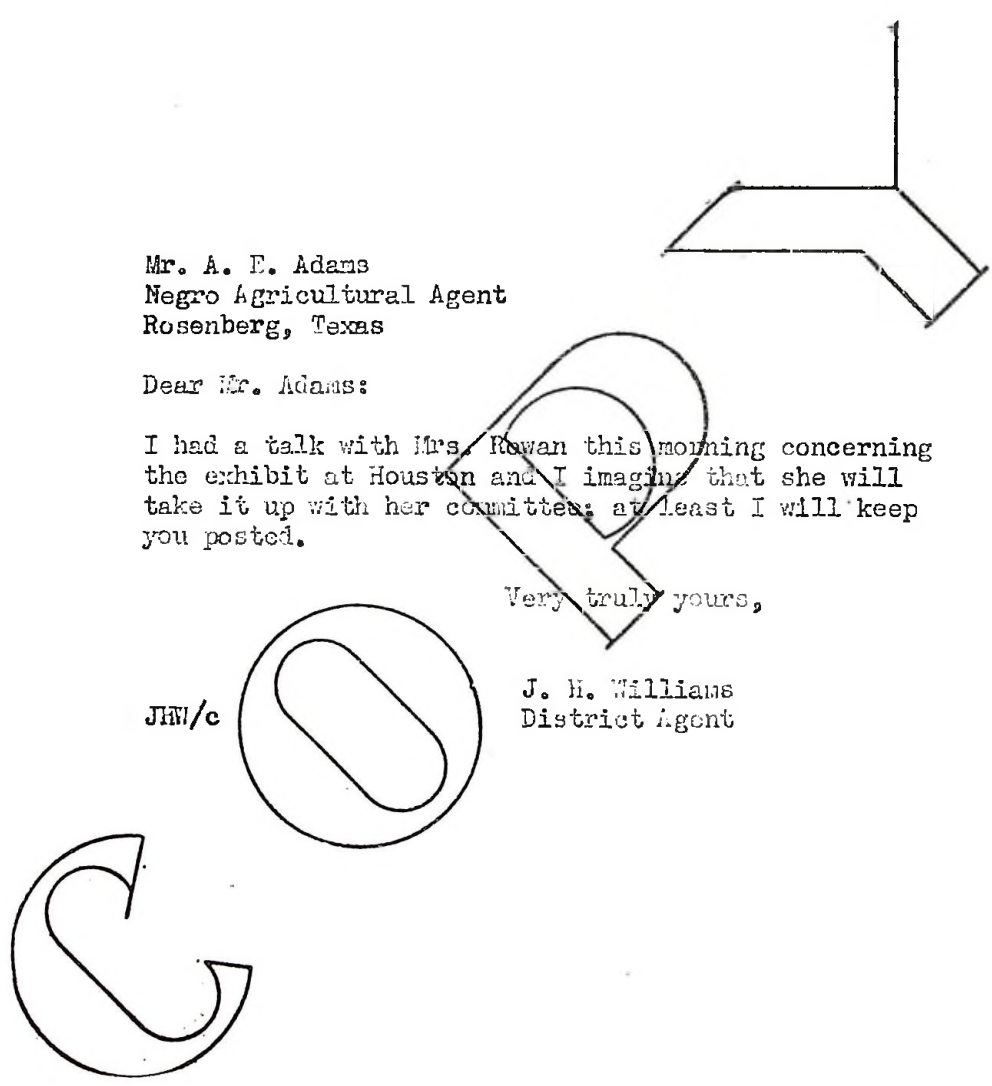 Mr. A. E. Adams
Negro Agricultural Agent
Rosenberg, Texas
Dear Mr. Adams:
I had a talk with Mrs. Rowan this morning concerning
the exhibit at Houston and I imagine that she will
take it up with her committee; at least I will keep
you posted.
Very truly yours,
J. H. Williams
JHW/c
District Agent
COPY